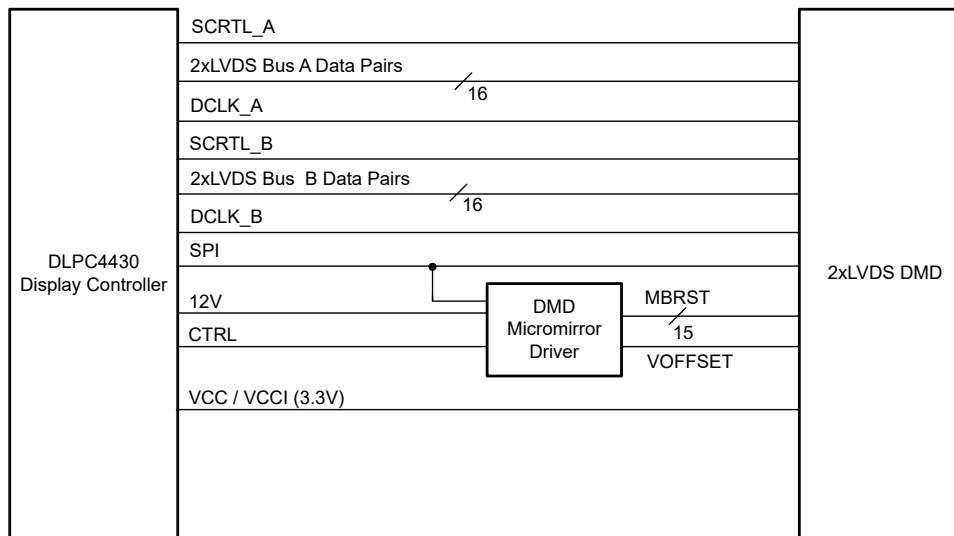 SCRTL_A
2xLVDS Bus A Data Pairs
16
DCLK_A
SCRTL_B
2xLVDS Bus B Data Pairs
16
DCLK_B
SPI
DLPC4430
Display Controller
2xLVDS DMD
12V
CTRL
DMD
Micromirror
Driver
MBRST
15
VOFFSET
VCC / VCCI (3.3V)